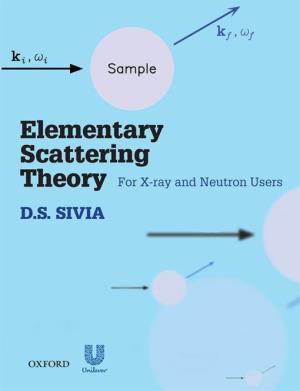 k_f, ω_f
k_i, ω_i
Sample
Elementary
Scattering
Theory For X-ray and Neutron Users
D.S. SIVIA
OXFORD
Unilever